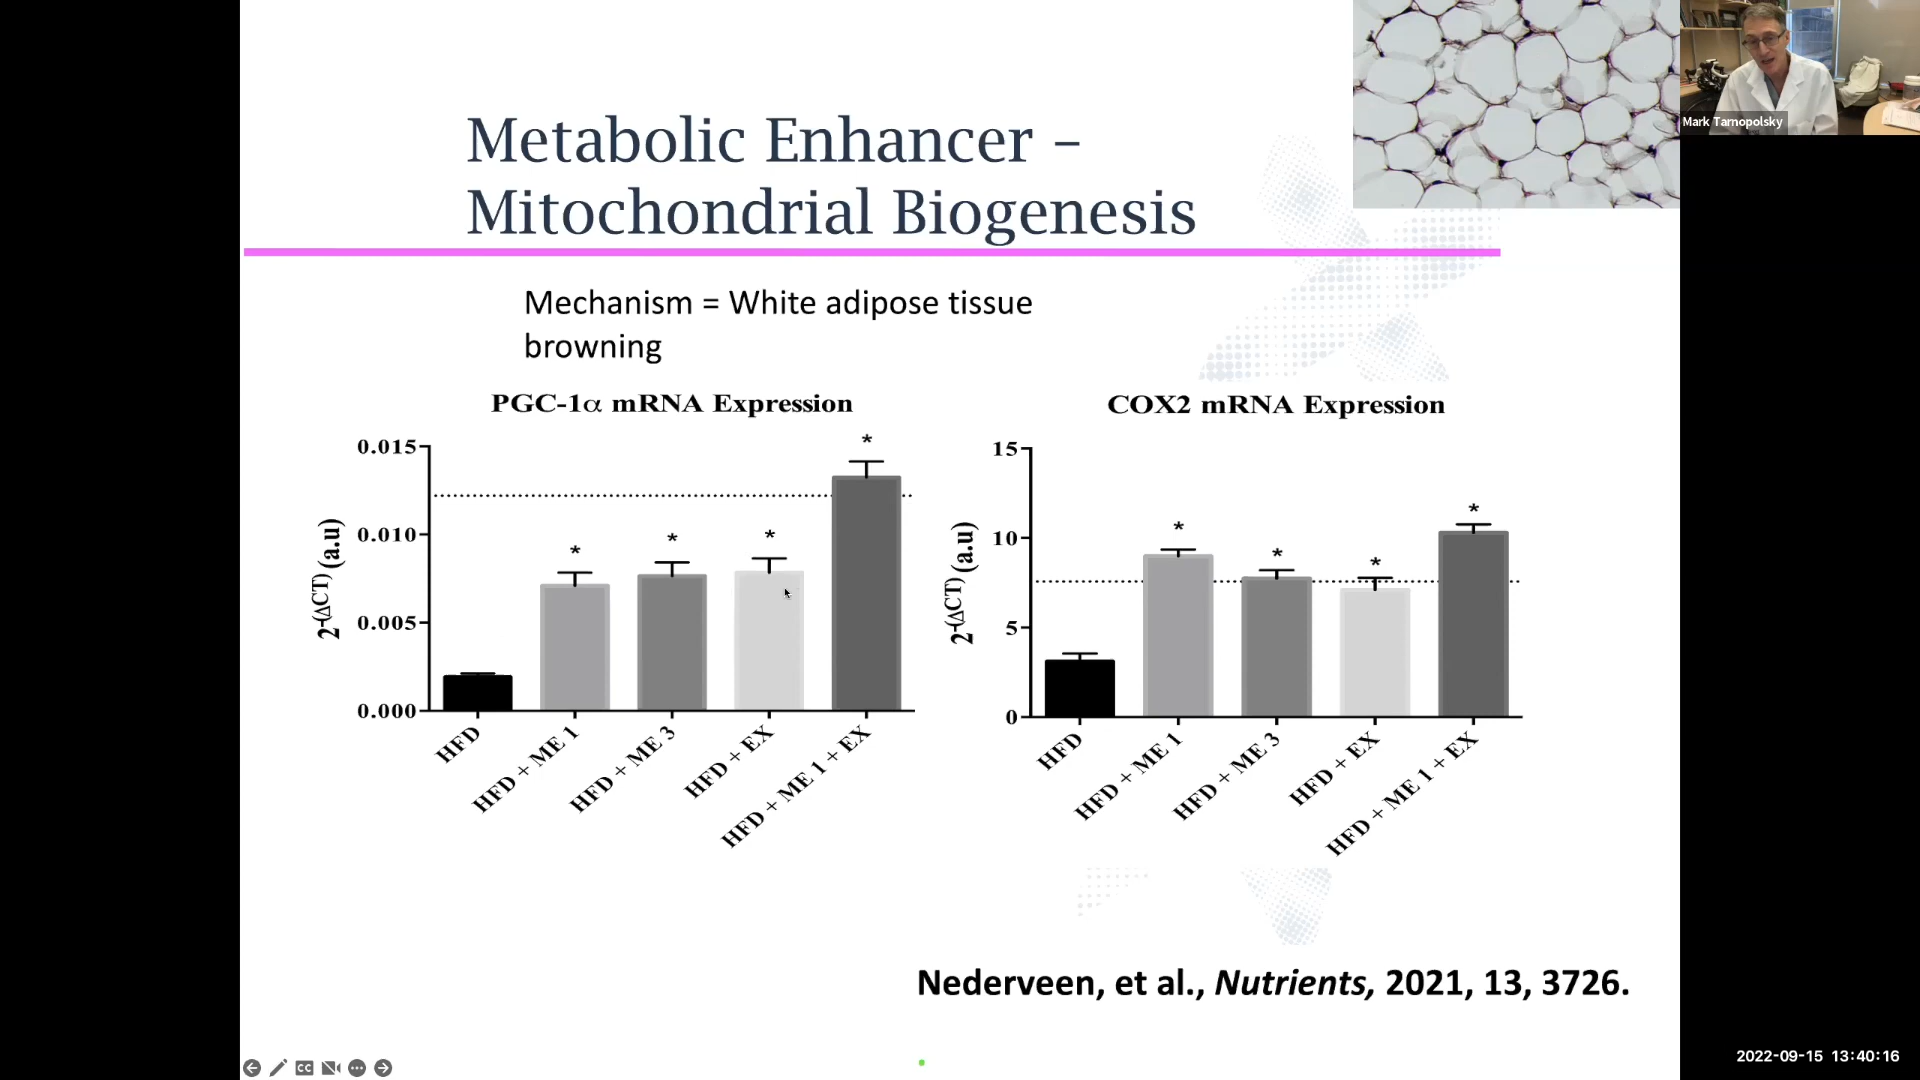 Mark Tarnopolsky
Metabolic Enhancer –
Mitochondrial Biogenesis
Mechanism = White adipose tissue
browning
PGC-1α mRNA Expression
2-(ΔCT) (a.u)
0.015
0.010
0.005
0.000
*
*
*
*
HFD
HFD + ME 1
HFD + ME 3
HFD + EX
HFD + ME 1 + EX
COX2 mRNA Expression
2-(ΔCT) (a.u)
15
10
5
0
*
*
*
*
HFD
HFD + ME 1
HFD + ME 3
HFD + EX
HFD + ME 1 + EX
Nederveen, et al., Nutrients, 2021, 13, 3726.
CC
2022-09-15 13:40:16